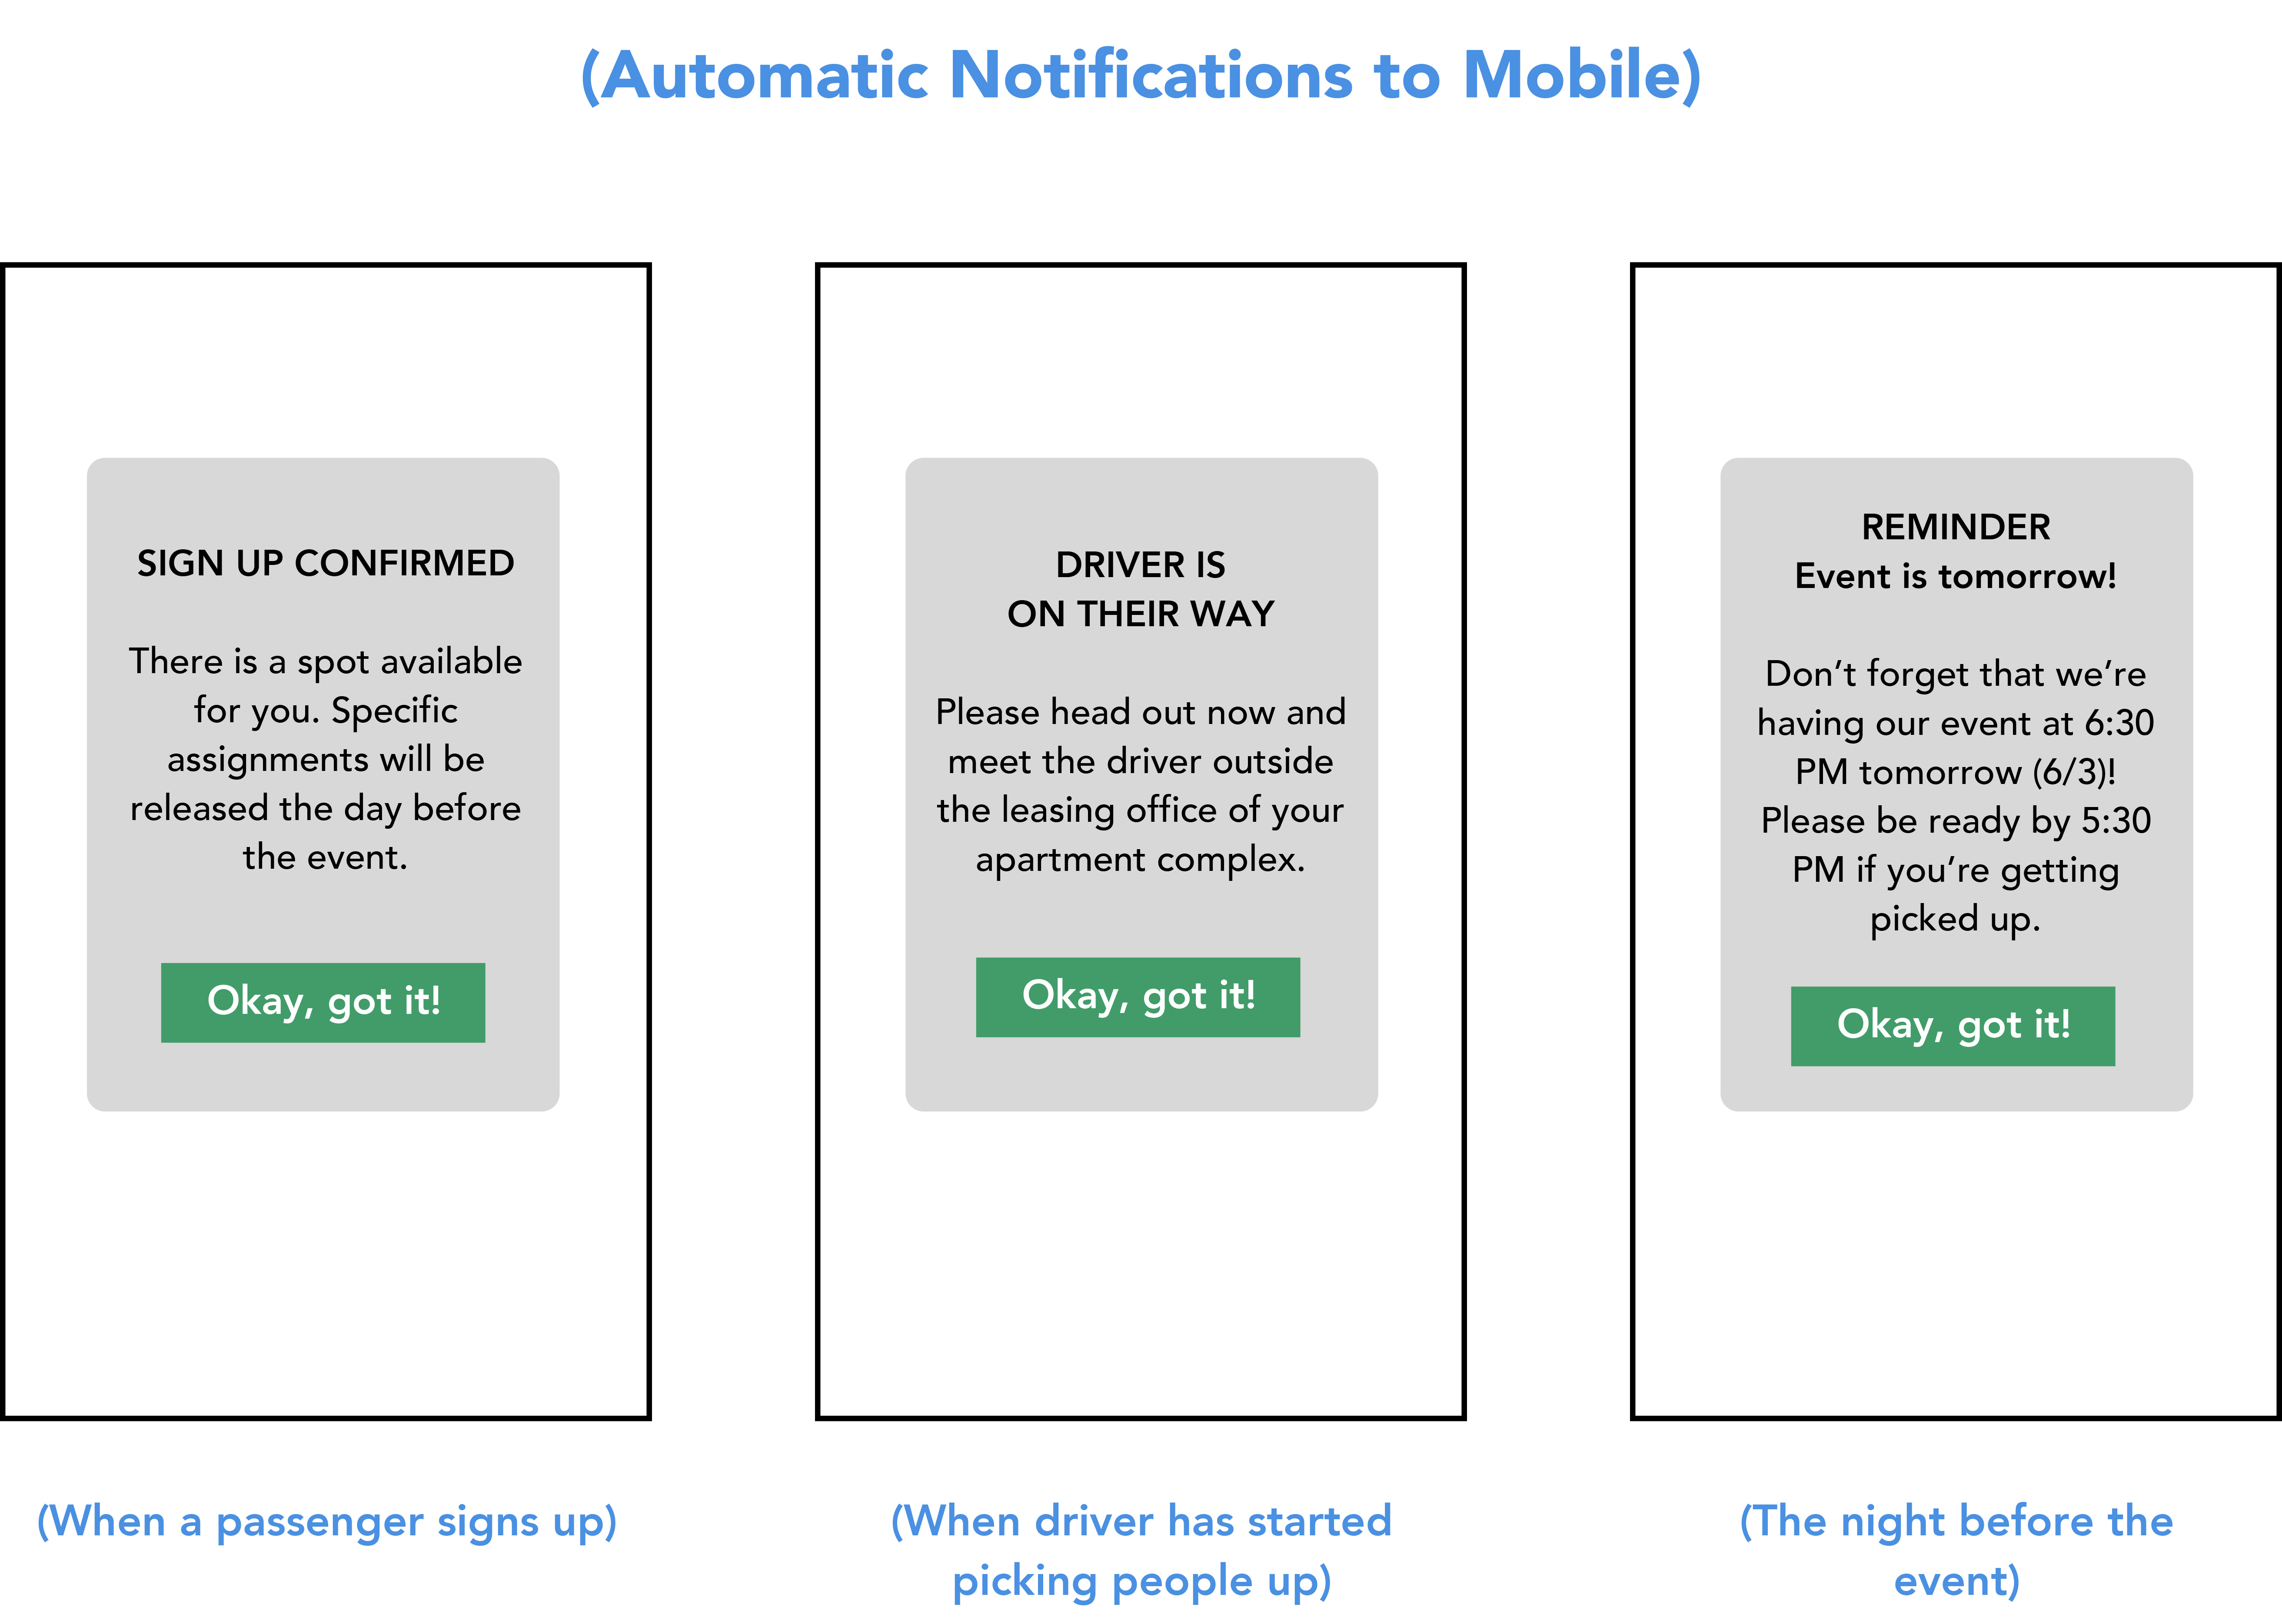 (Automatic Notifications to Mobile)
SIGN UP CONFIRMED
There is a spot available
for you. Specific
assignments will be
released the day before
the event.
Okay, got it!
(When a passenger signs up)
DRIVER IS
ON THEIR WAY
Please head out now and
meet the driver outside
the leasing office of your
apartment complex.
Okay, got it!
(When driver has started
picking people up)
REMINDER
Event is tomorrow!
Don’t forget that we’re
having our event at 6:30
PM tomorrow (6/3)!
Please be ready by 5:30
PM if you’re getting
picked up.
Okay, got it!
(The night before the
event)